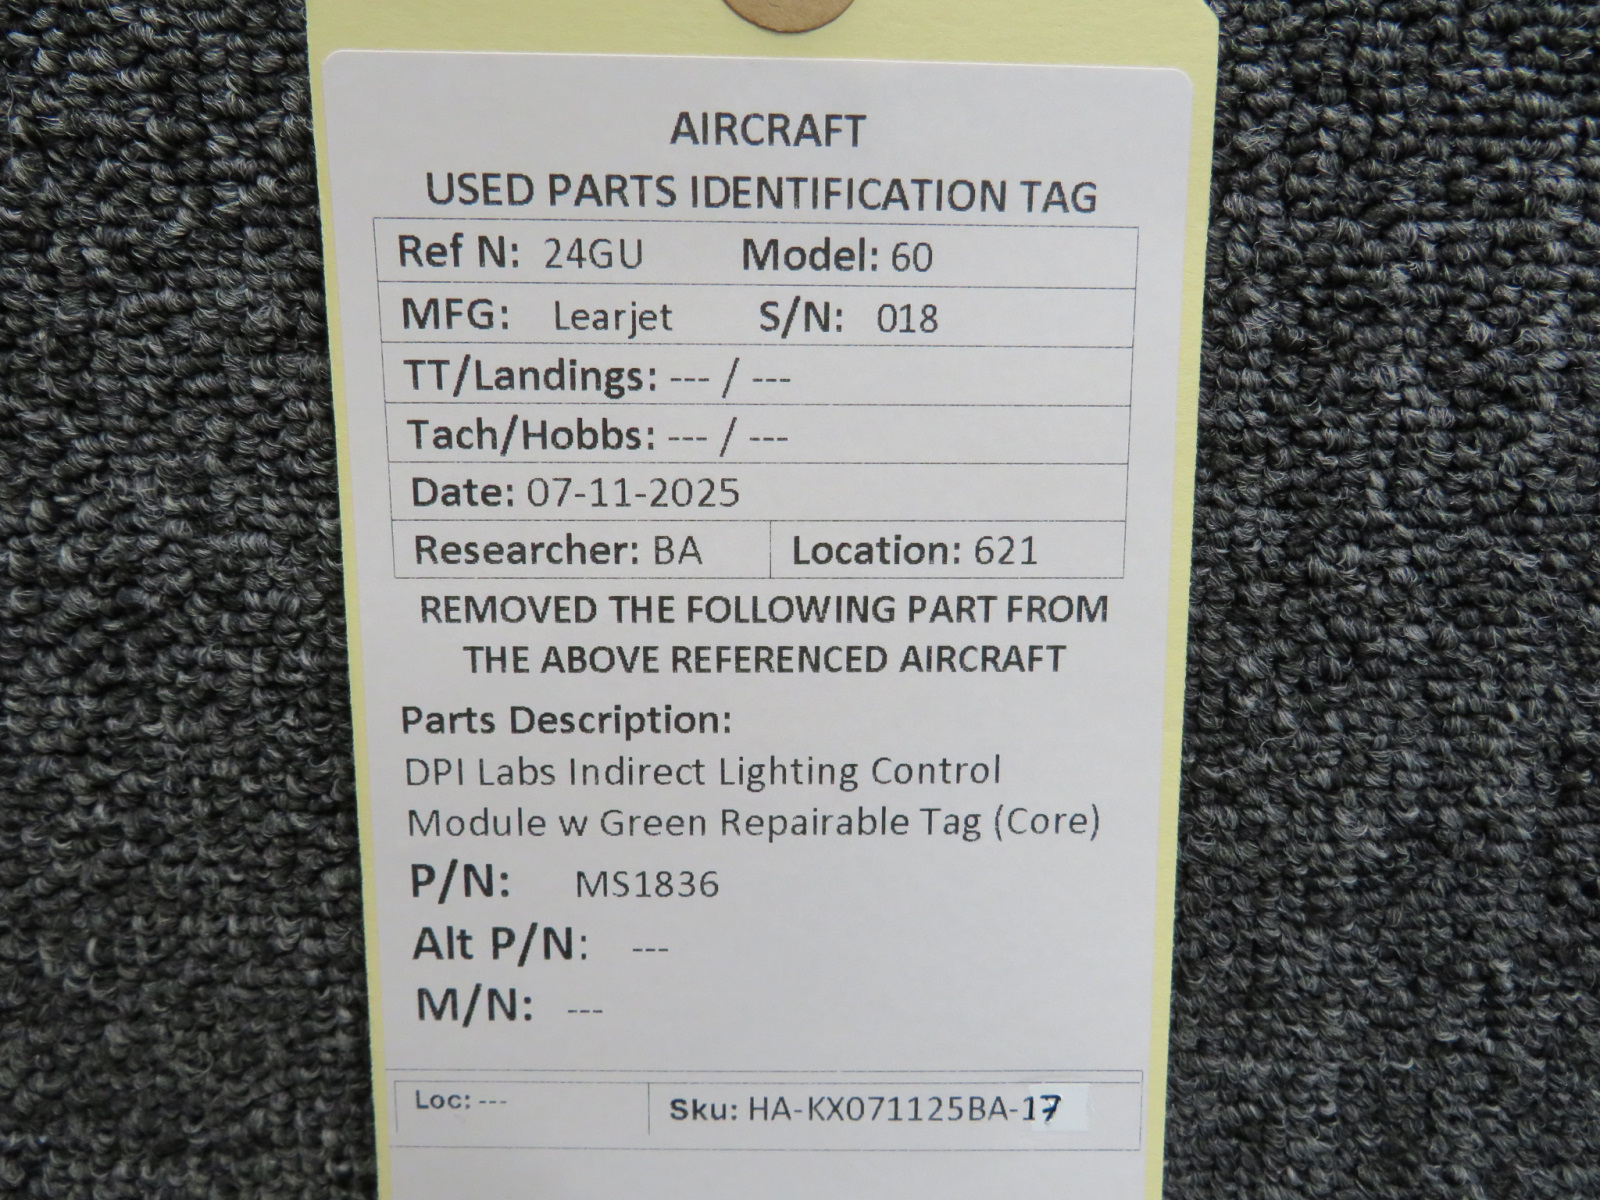 AIRCRAFT
USED PARTS IDENTIFICATION TAG
Ref N: 24GU Model: 60
MFG: Learjet S/N: 018
TT/Landings: --- / ---
Tach/Hobbs: --- / ---
Date: 07-11-2025
Researcher: BA Location: 621
REMOVED THE FOLLOWING PART FROM
THE ABOVE REFERENCED AIRCRAFT
Parts Description:
DPI Labs Indirect Lighting Control
Module w Green Repairable Tag (Core)
P/N: MS1836
Alt P/N: ---
M/N: ---
Loc: --- Sku: HA-KX071125BA-17